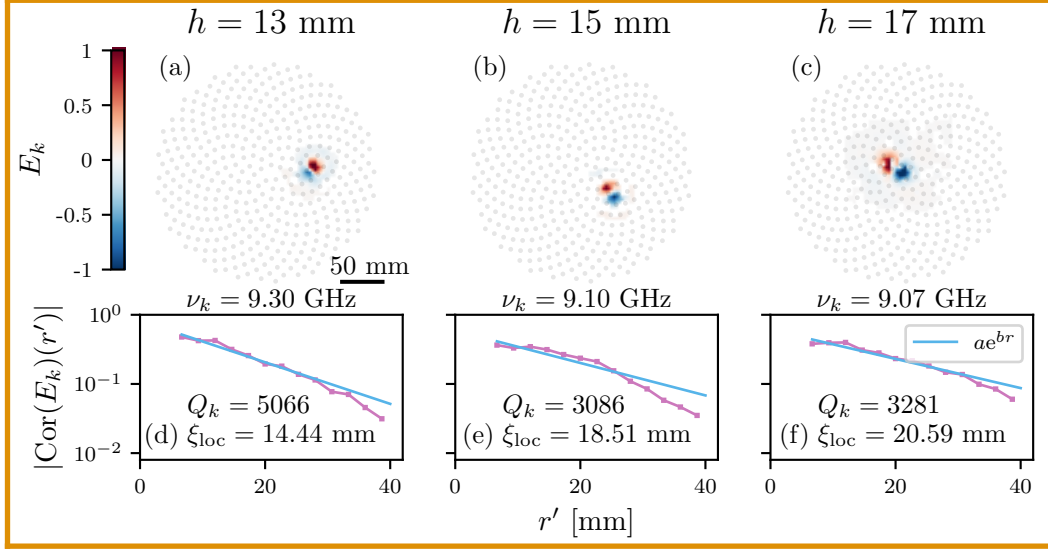 h = 13 mm
h = 15 mm
h = 17 mm
E_k
1
0.5
0
-0.5
-1
(a)
(b)
(c)
50 mm
ν_k = 9.30 GHz
ν_k = 9.10 GHz
ν_k = 9.07 GHz
|Cor(E_k)(r′)|
10^0
10^{-1}
10^{-2}
Q_k = 5066
(d) ξ_loc = 14.44 mm
Q_k = 3086
(e) ξ_loc = 18.51 mm
ae^{br}
Q_k = 3281
(f) ξ_loc = 20.59 mm
0 20 40
0 20 40
0 20 40
r′ [mm]